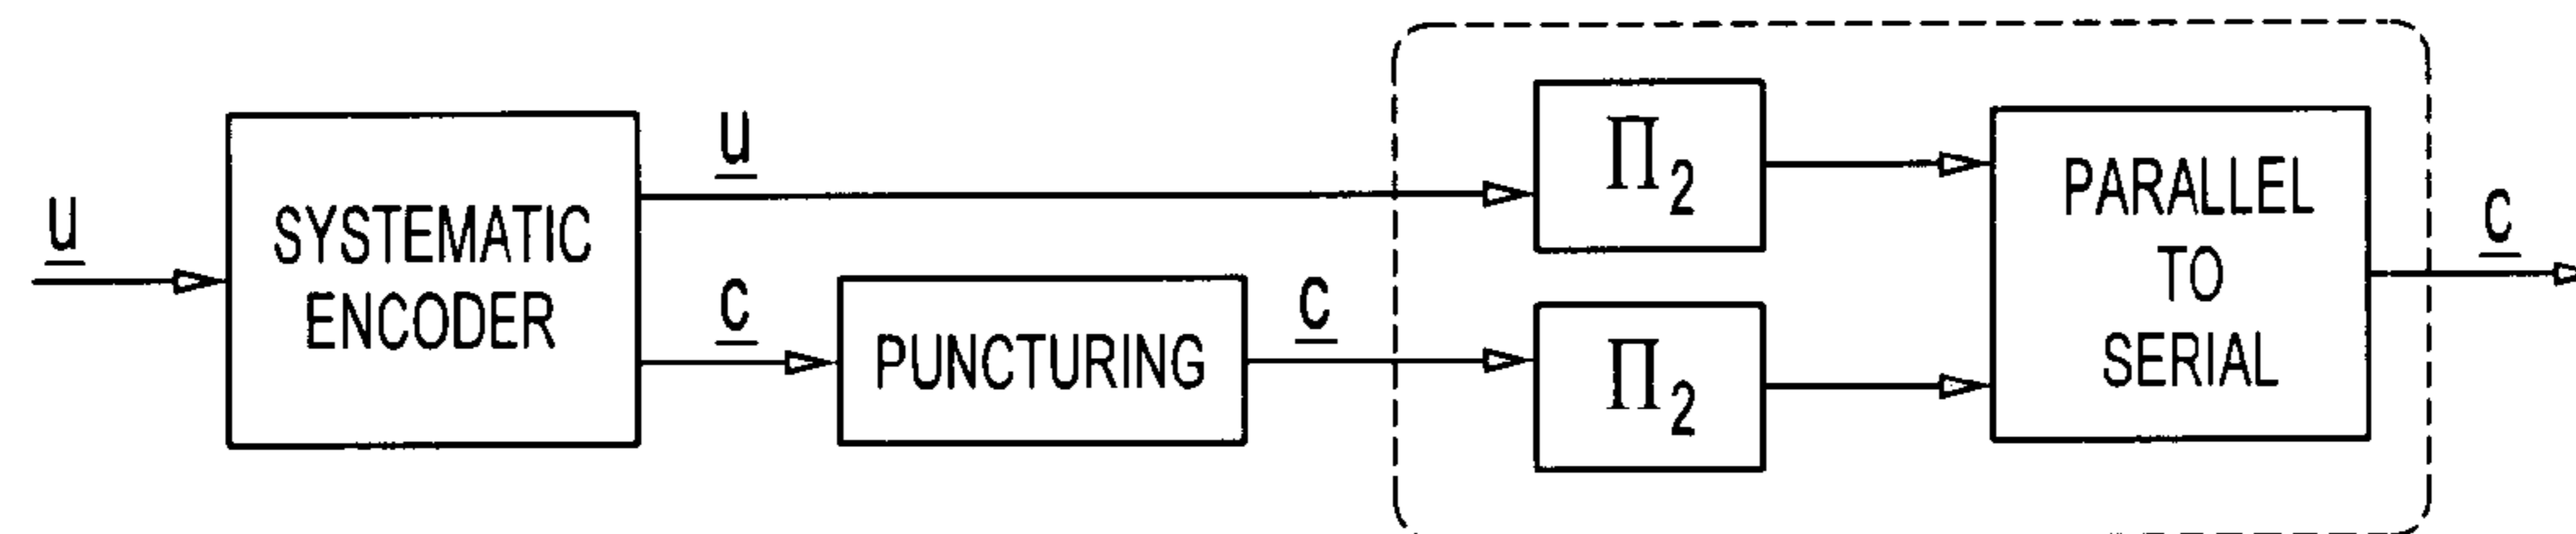 u
SYSTEMATIC
ENCODER
u
c
PUNCTURING
c
Π2
Π2
PARALLEL
TO
SERIAL
c